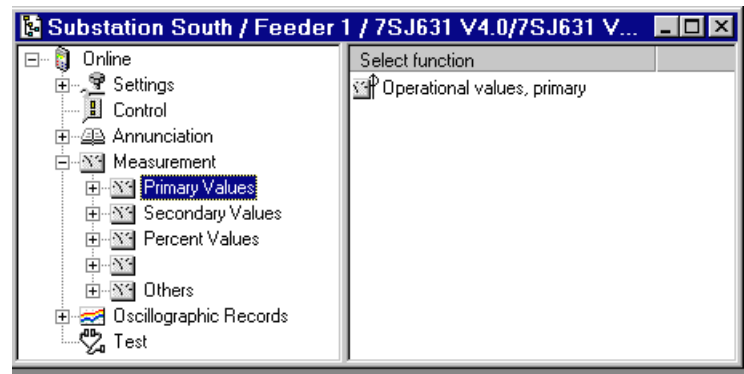 Substation South / Feeder 1 / 7SJ631 V4.0/7SJ631 V...
Online
Settings
Control
Annunciation
Measurement
Primary Values
Secondary Values
Percent Values
Others
Oscillographic Records
Test
Select function
Operational values, primary